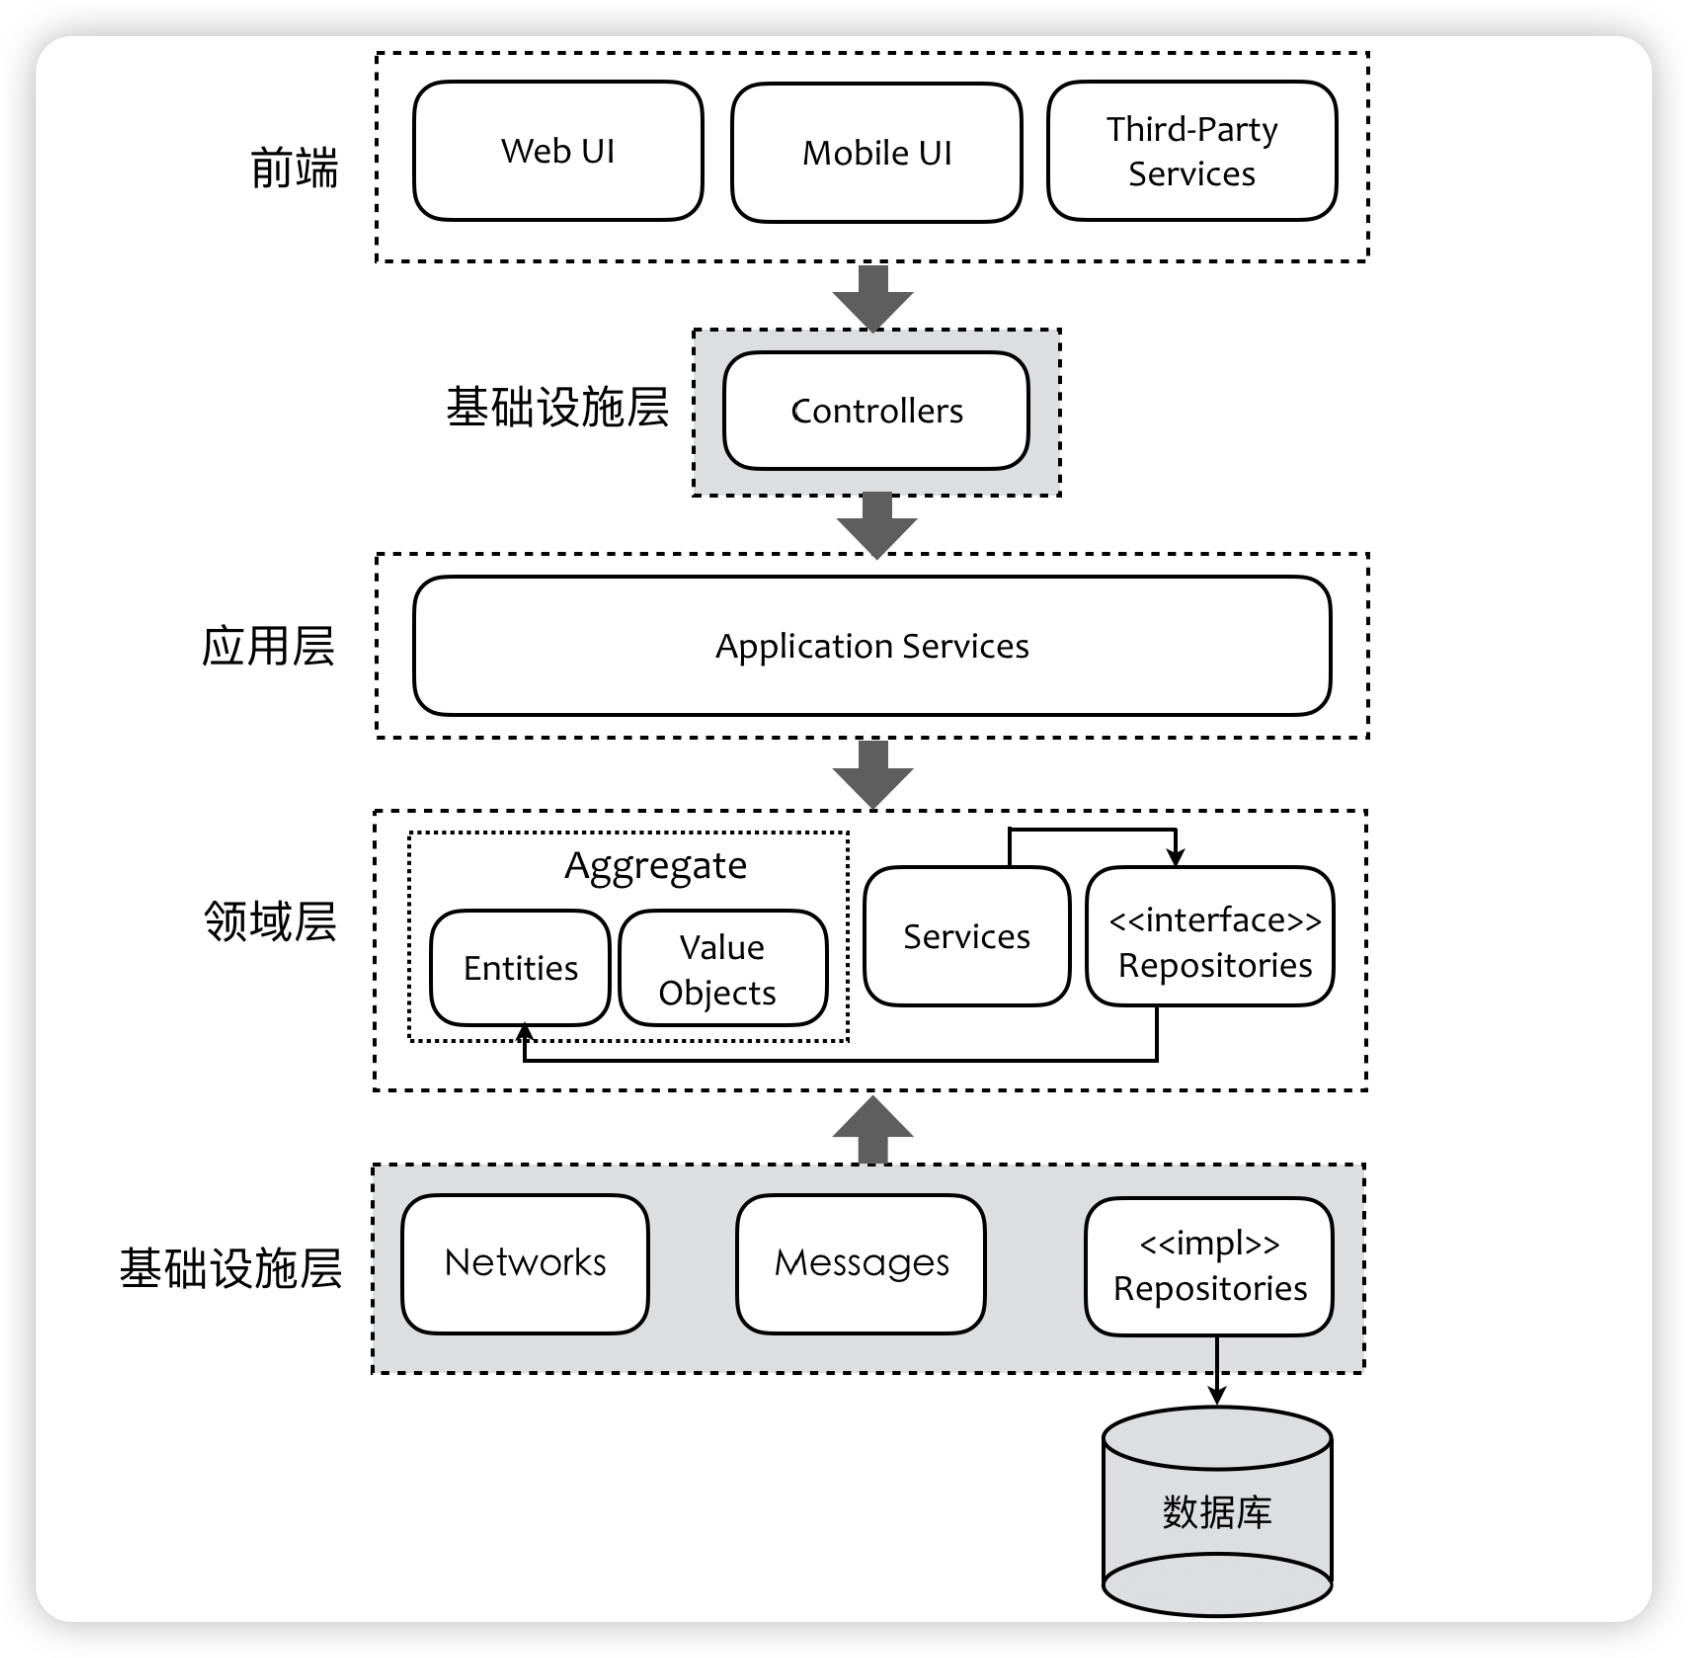 前端
Web UI
Mobile UI
Third-Party
Services
基础设施层
Controllers
应用层
Application Services
领域层
Aggregate
Entities
Value
Objects
Services
<<interface>>
Repositories
基础设施层
Networks
Messages
<<impl>>
Repositories
数据库